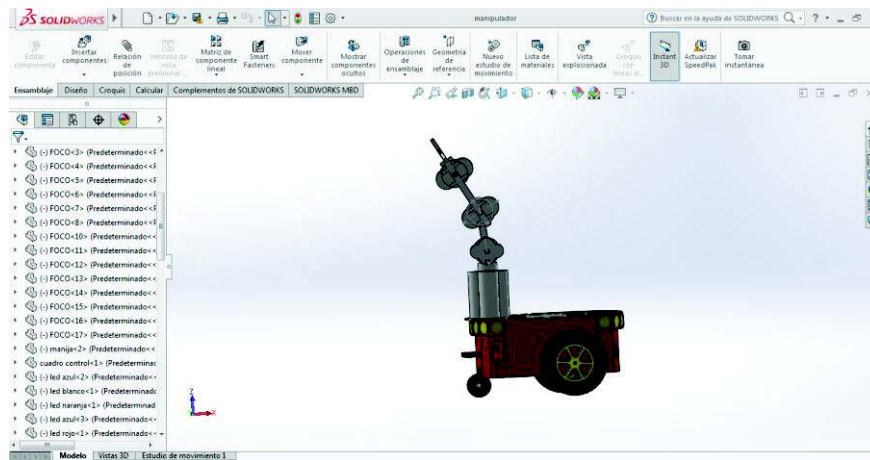 SOLIDWORKS
manipulador
Buscar en la ayuda de SOLIDWORKS
Editar componente
Insertar componentes
Relación de posición
Ventana de vista preliminar ...
Matriz de componente lineal
Smart Fasteners
Mover componente
Mostrar componentes ocultos
Operaciones de ensamblaje
Geometría de referencia
Nuevo estudio de movimiento
Lista de materiales
Vista explosionada
Croquis con líneas d...
Instant 3D
Actualizar SpeedPak
Tomar instantánea
Ensamblaje Diseño Croquis Calcular Complementos de SOLIDWORKS SOLIDWORKS MBD
(-) FOCO<3> (Predeterminado<<F
(-) FOCO<4> (Predeterminado<<F
(-) FOCO<5> (Predeterminado<<F
(-) FOCO<6> (Predeterminado<<F
(-) FOCO<7> (Predeterminado<<F
(-) FOCO<8> (Predeterminado<<F
(-) FOCO<10> (Predeterminado<<
(-) FOCO<11> (Predeterminado<<
(-) FOCO<12> (Predeterminado<<
(-) FOCO<13> (Predeterminado<<
(-) FOCO<14> (Predeterminado<<
(-) FOCO<15> (Predeterminado<<
(-) FOCO<16> (Predeterminado<<
(-) FOCO<17> (Predeterminado<<
(-) manija<2> (Predeterminado<<
cuadro control<1> (Predeterminac
(-) led azul<2> (Predeterminado<
(-) led blanco<1> (Predeterminadc
(-) led naranja<1> (Predeterminad
(-) led azul<3> (Predeterminado<
(-) led rojo<1> (Predeterminado<
Z
X
Modelo Vistas 3D Estudio de movimiento 1